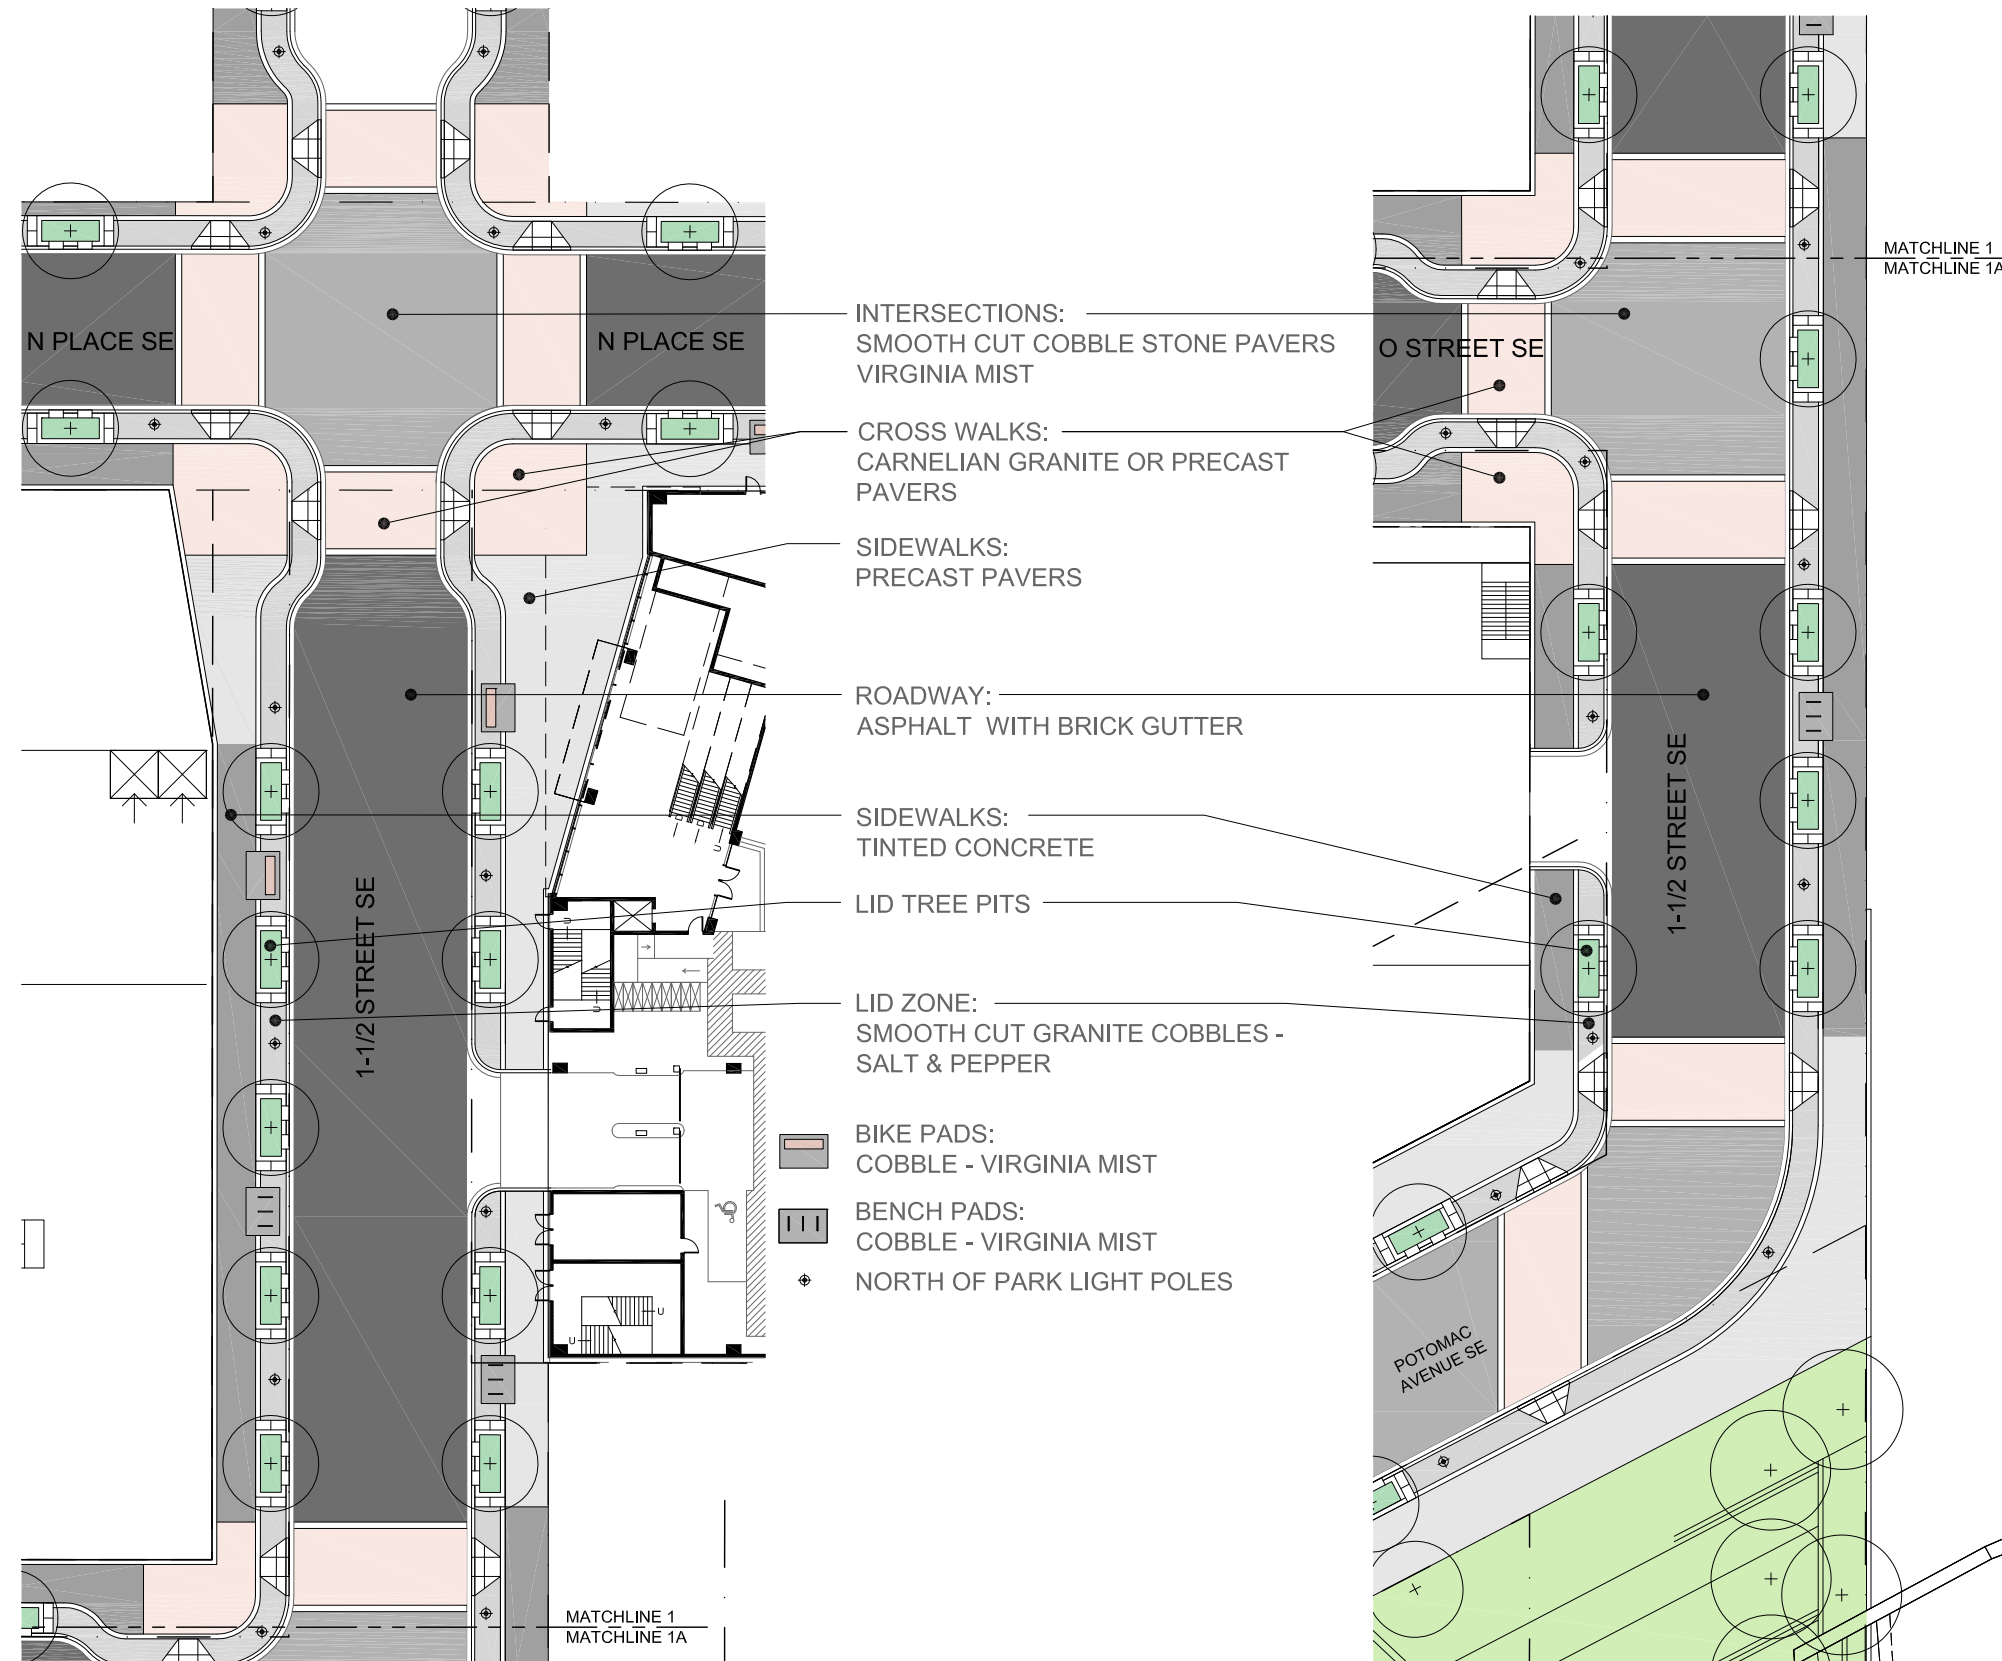 MATCHLINE 1
MATCHLINE 1A
N PLACE SE
N PLACE SE
INTERSECTIONS:
SMOOTH CUT COBBLE STONE PAVERS
VIRGINIA MIST
O STREET SE
CROSS WALKS:
CARNELIAN GRANITE OR PRECAST
PAVERS
SIDEWALKS:
PRECAST PAVERS
ROADWAY:
ASPHALT WITH BRICK GUTTER
1-1/2 STREET SE
SIDEWALKS:
TINTED CONCRETE
1-1/2 STREET SE
LID TREE PITS
LID ZONE:
SMOOTH CUT GRANITE COBBLES -
SALT & PEPPER
BIKE PADS:
COBBLE - VIRGINIA MIST
BENCH PADS:
COBBLE - VIRGINIA MIST
NORTH OF PARK LIGHT POLES
U
U
U
U
U
POTOMAC
AVENUE SE
MATCHLINE 1
MATCHLINE 1A